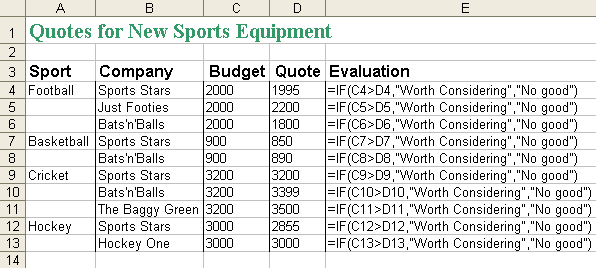 A B C D E
1 Quotes for New Sports Equipment
2
3 Sport Company Budget Quote Evaluation
4 Football Sports Stars 2000 1995 =IF(C4>D4,"Worth Considering","No good")
5 Just Footies 2000 2200 =IF(C5>D5,"Worth Considering","No good")
6 Bats'n'Balls 2000 1800 =IF(C6>D6,"Worth Considering","No good")
7 Basketball Sports Stars 900 850 =IF(C7>D7,"Worth Considering","No good")
8 Bats'n'Balls 900 890 =IF(C8>D8,"Worth Considering","No good")
9 Cricket Sports Stars 3200 3200 =IF(C9>D9,"Worth Considering","No good")
10 Bats'n'Balls 3200 3399 =IF(C10>D10,"Worth Considering","No good")
11 The Baggy Green 3200 3500 =IF(C11>D11,"Worth Considering","No good")
12 Hockey Sports Stars 3000 2855 =IF(C12>D12,"Worth Considering","No good")
13 Hockey One 3000 3000 =IF(C13>D13,"Worth Considering","No good")
14